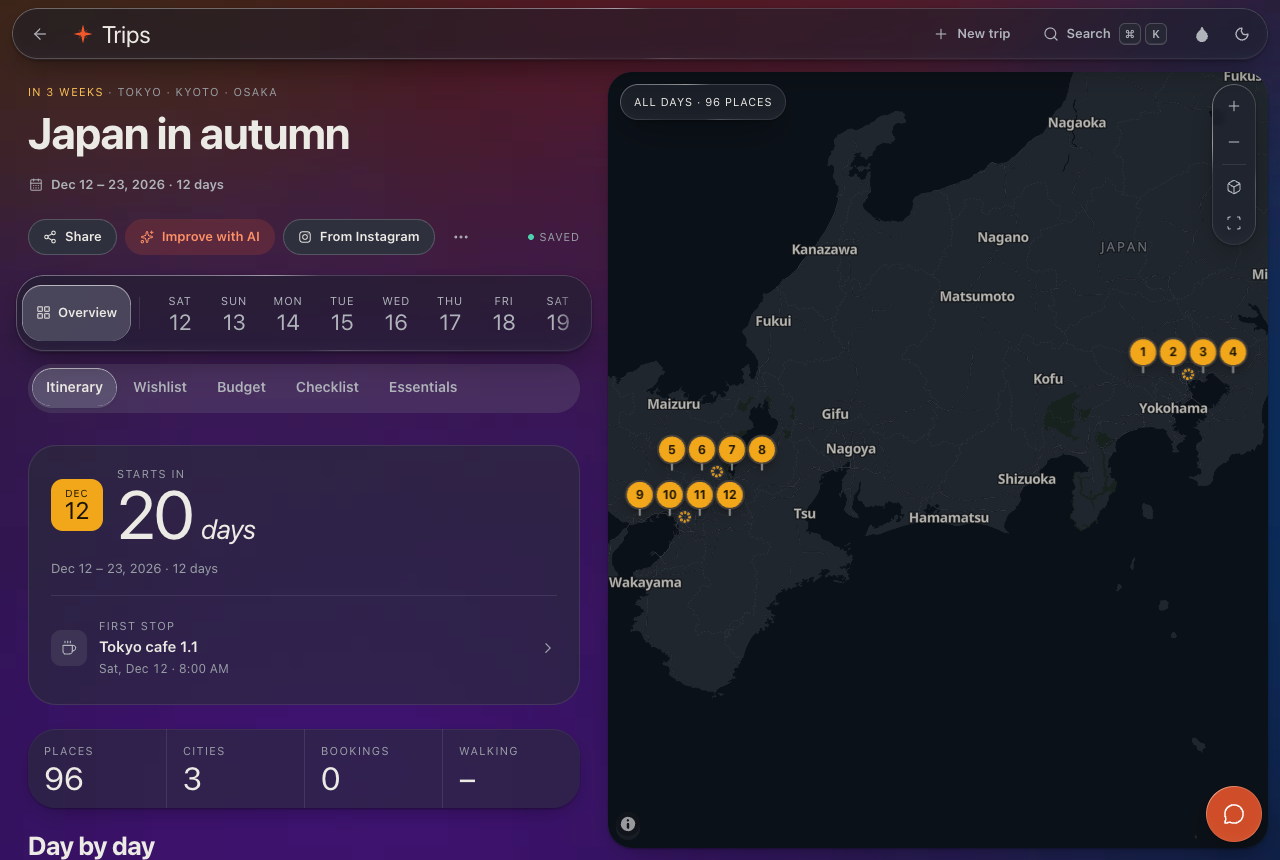 Trips
New trip
Search ⌘ K
IN 3 WEEKS · TOKYO · KYOTO · OSAKA
Japan in autumn
Dec 12 – 23, 2026 · 12 days
Share
Improve with AI
From Instagram
SAVED
Overview
SAT 12
SUN 13
MON 14
TUE 15
WED 16
THU 17
FRI 18
SAT 19
Itinerary
Wishlist
Budget
Checklist
Essentials
DEC 12
STARTS IN
20 days
Dec 12 – 23, 2026 · 12 days
FIRST STOP
Tokyo cafe 1.1
Sat, Dec 12 · 8:00 AM
PLACES
96
CITIES
3
BOOKINGS
0
WALKING
–
Day by day
ALL DAYS · 96 PLACES
Fukus
Nagaoka
Kanazawa
Nagano
JAPAN
Mi
Matsumoto
Fukui
1 2 3 4
Kofu
Maizuru
Gifu
Yokohama
5 6 7 8
Nagoya
Shizuoka
9 10 11 12
Tsu
Hamamatsu
Wakayama